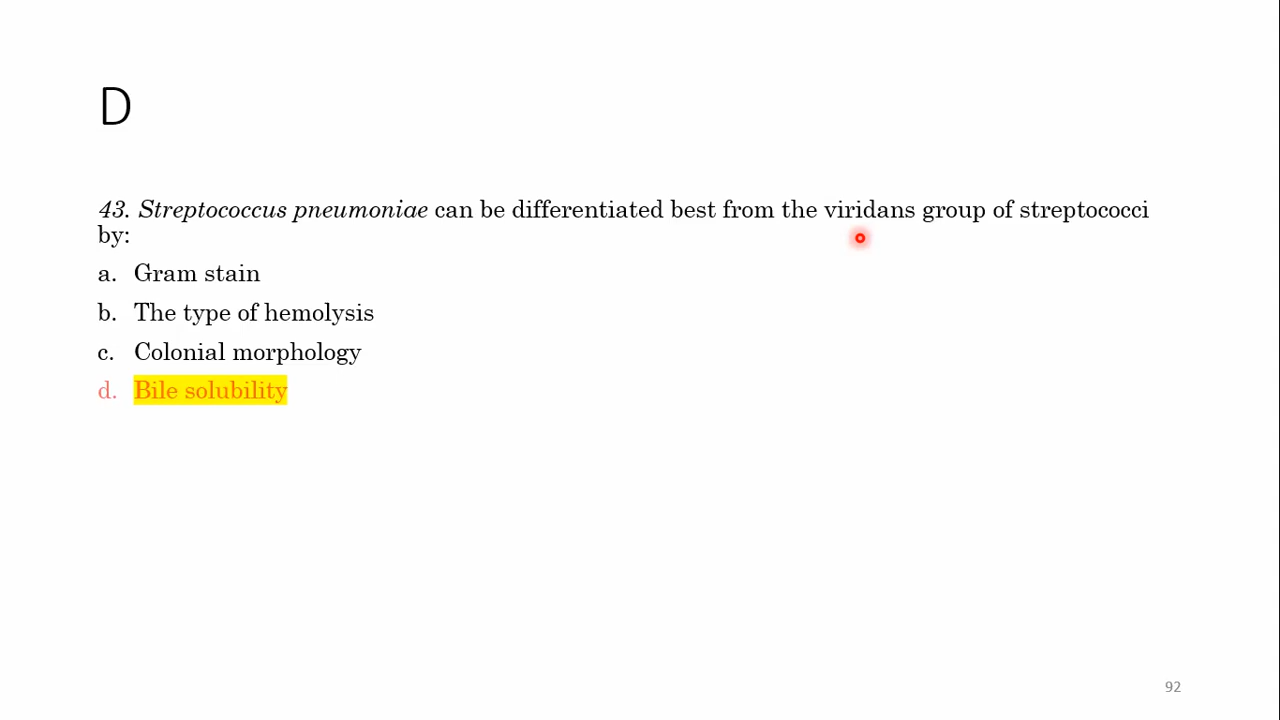 D
43. Streptococcus pneumoniae can be differentiated best from the viridans group of streptococci
by:
a. Gram stain
b. The type of hemolysis
c. Colonial morphology
d. Bile solubility
92